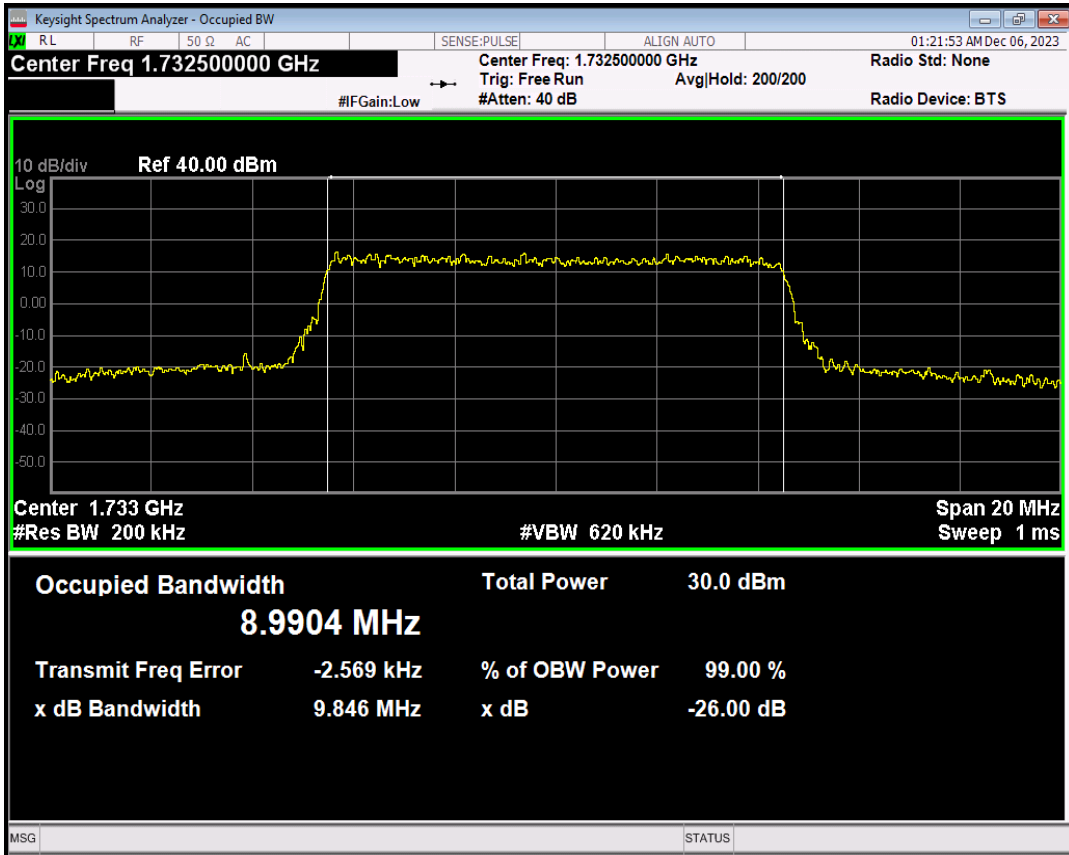 Keysight Spectrum Analyzer - Occupied BW
LXI RL RF 50 Ω AC SENSE:PULSE ALIGN AUTO 01:21:53 AM Dec 06, 2023
Center Freq 1.732500000 GHz Center Freq: 1.732500000 GHz Radio Std: None
Trig: Free Run Avg|Hold: 200/200
#IFGain:Low #Atten: 40 dB Radio Device: BTS
10 dB/div Ref 40.00 dBm
Log
30.0
20.0
10.0
0.00
-10.0
-20.0
-30.0
-40.0
-50.0
Center 1.733 GHz Span 20 MHz
#Res BW 200 kHz #VBW 620 kHz Sweep 1 ms
Occupied Bandwidth Total Power 30.0 dBm
8.9904 MHz
Transmit Freq Error -2.569 kHz % of OBW Power 99.00 %
x dB Bandwidth 9.846 MHz x dB -26.00 dB
MSG STATUS